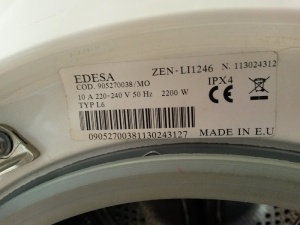 EDESA ZEN-LI1246 N. 113024312
COD. 905270038/MO IPX4
10 A 220-240 V 50 Hz 2200 W
TYP L6 CE
0905270038113024312​7 MADE IN E.U